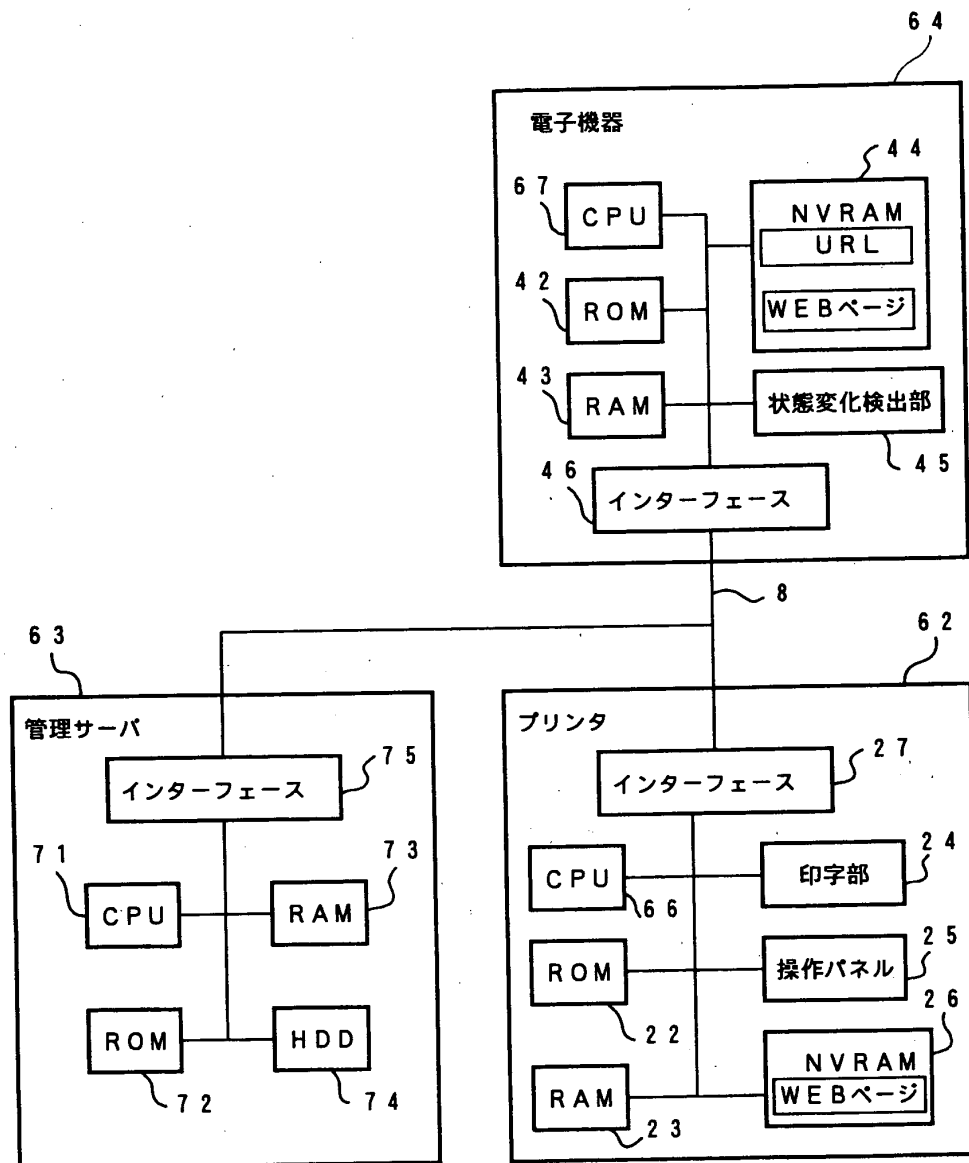 64
電子機器
44
67
CPU
NVRAM
URL
WEBページ
42
ROM
43
RAM
状態変化検出部
45
46
インターフェース
8
63
62
管理サーバ
プリンタ
75
インターフェース
27
インターフェース
71
CPU
73
RAM
24
CPU
66
印字部
25
ROM
22
操作パネル
26
ROM
72
HDD
74
NVRAM
WEBページ
RAM
23